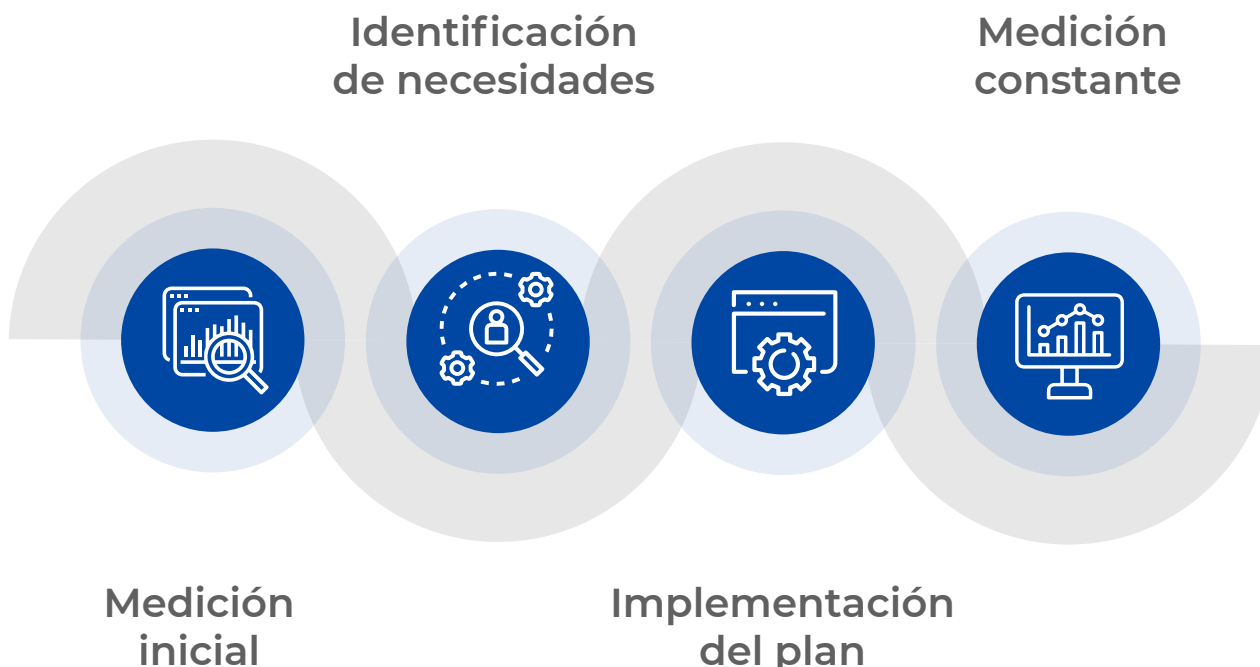 Identificación
de necesidades
Medición
constante
Medición
inicial
Implementación
del plan